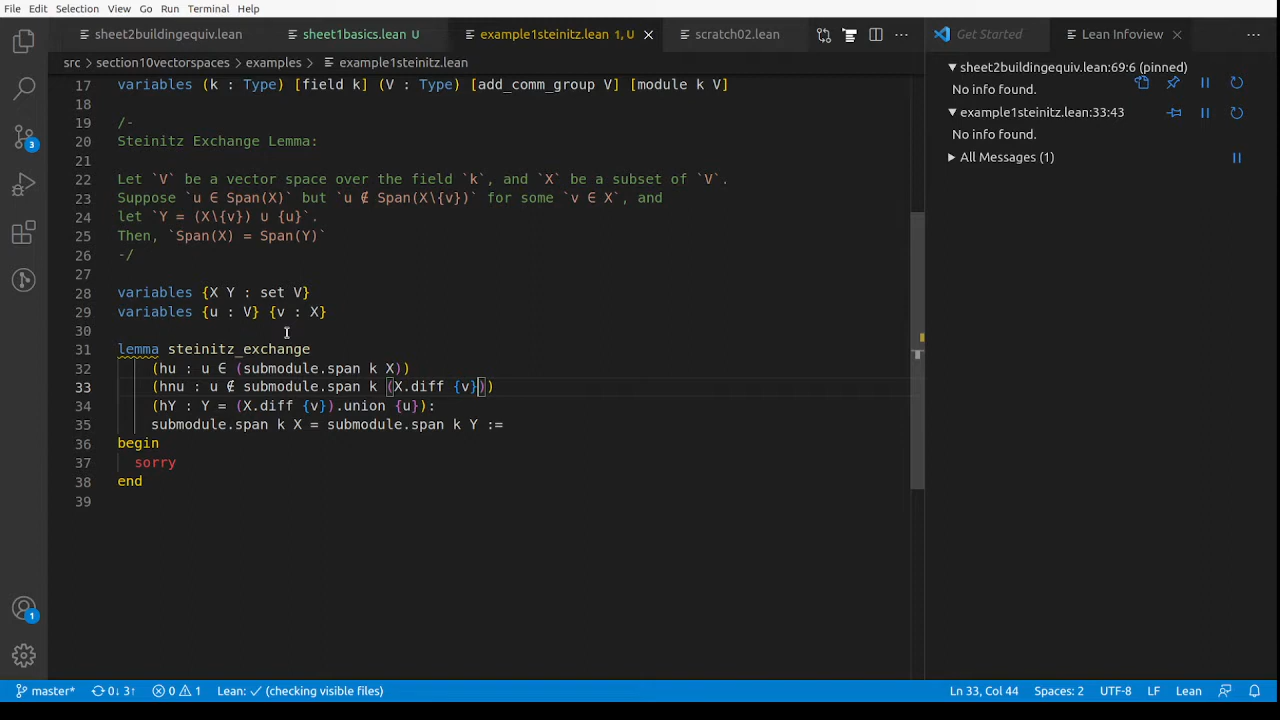 File Edit Selection View Go Run Terminal Help
sheet2buildingequiv.lean sheet1basics.lean U example1steinitz.lean 1, U scratch02.lean Get Started Lean Infoview
src > section10vectorspaces > examples > example1steinitz.lean
17 variables (k : Type) [field k] (V : Type) [add_comm_group V] [module k V]
18
19 /-
20 Steinitz Exchange Lemma:
21
22 Let `V` be a vector space over the field `k`, and `X` be a subset of `V`.
23 Suppose `u ∈ Span(X)` but `u ∉ Span(X\{v})` for some `v ∈ X`, and
24 let `Y = (X\{v}) ∪ {u}`.
25 Then, `Span(X) = Span(Y)`
26 -/
27
28 variables {X Y : set V}
29 variables {u : V} {v : X}
30
31 lemma steinitz_exchange
32 (hu : u ∈ (submodule.span k X))
33 (hnu : u ∉ submodule.span k (X.diff {v}))
34 (hY : Y = (X.diff {v}).union {u}):
35 submodule.span k X = submodule.span k Y :=
36 begin
37 sorry
38 end
39
sheet2buildingequiv.lean:69:6 (pinned)
No info found.
example1steinitz.lean:33:43
No info found.
All Messages (1)
3
1
master* 0↓ 3↑ 0 1 Lean: ✓ (checking visible files) Ln 33, Col 44 Spaces: 2 UTF-8 LF Lean